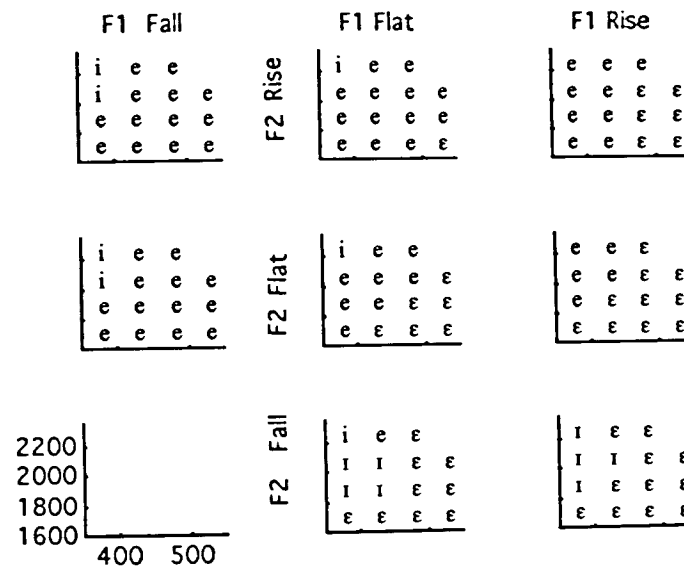 F1 Fall F1 Flat F1 Rise
F2 Rise
i e e
i e e e
e e e e
e e e e
i e e
e e e e
e e e e
e e e ɛ
e e e
e e ɛ ɛ
e e ɛ ɛ
e e ɛ ɛ
F2 Flat
i e e
i e e e
e e e e
e e e e
i e e
e e e ɛ
e e ɛ ɛ
e ɛ ɛ ɛ
e e ɛ
e e ɛ ɛ
e ɛ ɛ ɛ
ɛ ɛ ɛ ɛ
F2 Fall
2200
2000
1800
1600
400 500
i e ɛ
ɪ ɪ ɛ ɛ
ɪ ɪ ɛ ɛ
ɛ ɛ ɛ ɛ
ɪ ɛ ɛ
ɪ ɪ ɛ ɛ
ɪ ɛ ɛ ɛ
ɛ ɛ ɛ ɛ